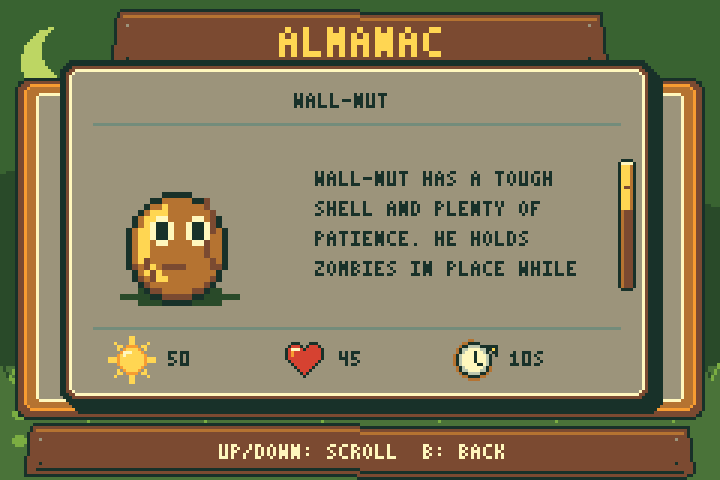 ALMANAC
WALL-NUT
WALL-NUT HAS A TOUGH
SHELL AND PLENTY OF
PATIENCE. HE HOLDS
ZOMBIES IN PLACE WHILE
50 45 10S
UP/DOWN: SCROLL B: BACK